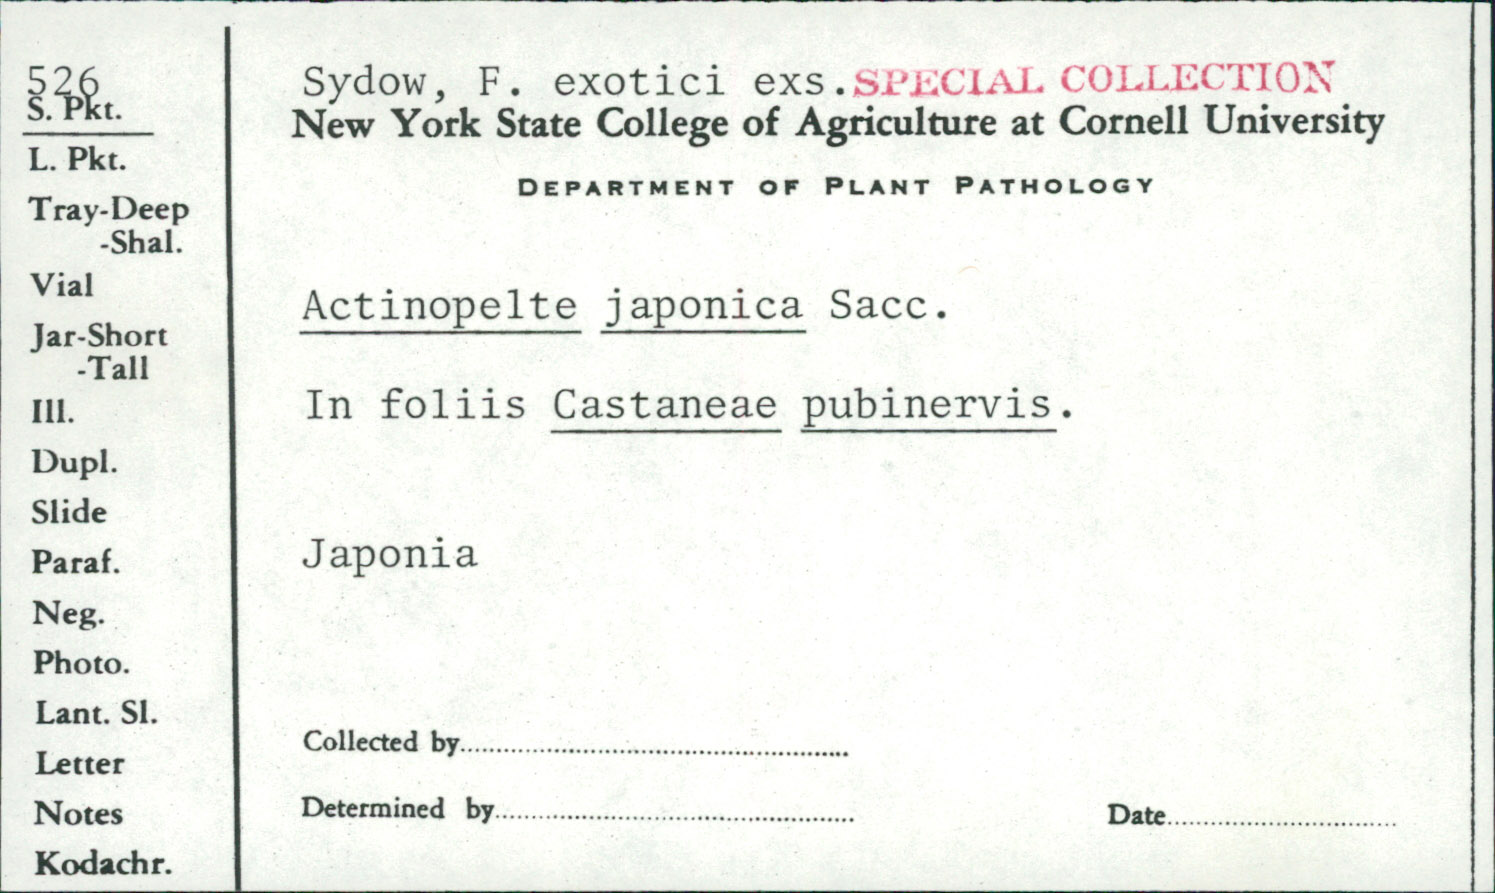 526
S. Pkt.
L. Pkt.
Tray-Deep
-Shal.
Vial
Jar-Short
-Tall
Ill.
Dupl.
Slide
Paraf.
Neg.
Photo.
Lant. Sl.
Letter
Notes
Kodachr.
Sydow, F. exotici exs. SPECIAL COLLECTION
New York State College of Agriculture at Cornell University
DEPARTMENT OF PLANT PATHOLOGY
Actinopelte japonica Sacc.
In foliis Castaneae pubinervis.
Japonia
Collected by
Determined by
Date